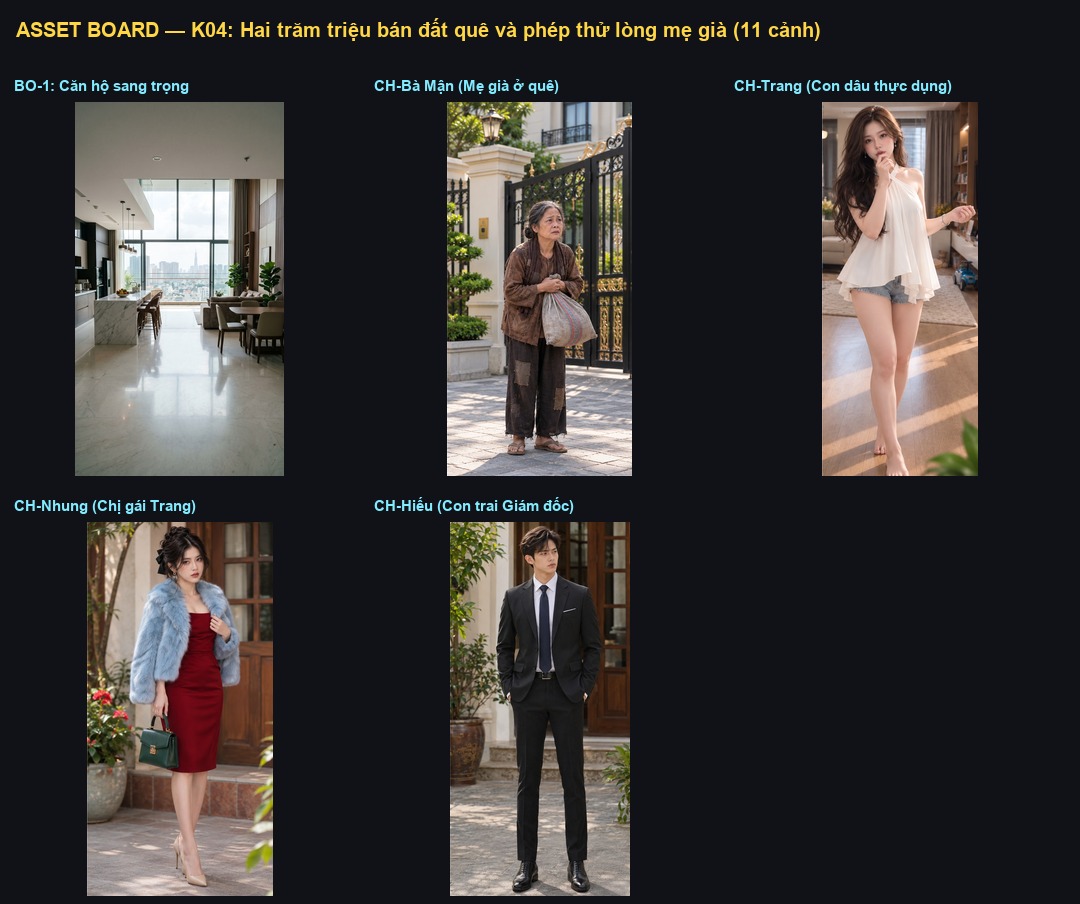 ASSET BOARD — K04: Hai trăm triệu bán đất quê và phép thử lòng mẹ già (11 cảnh)
BO-1: Căn hộ sang trọng
CH-Bà Mận (Mẹ già ở quê)
CH-Trang (Con dâu thực dụng)
CH-Nhung (Chị gái Trang)
CH-Hiếu (Con trai Giám đốc)